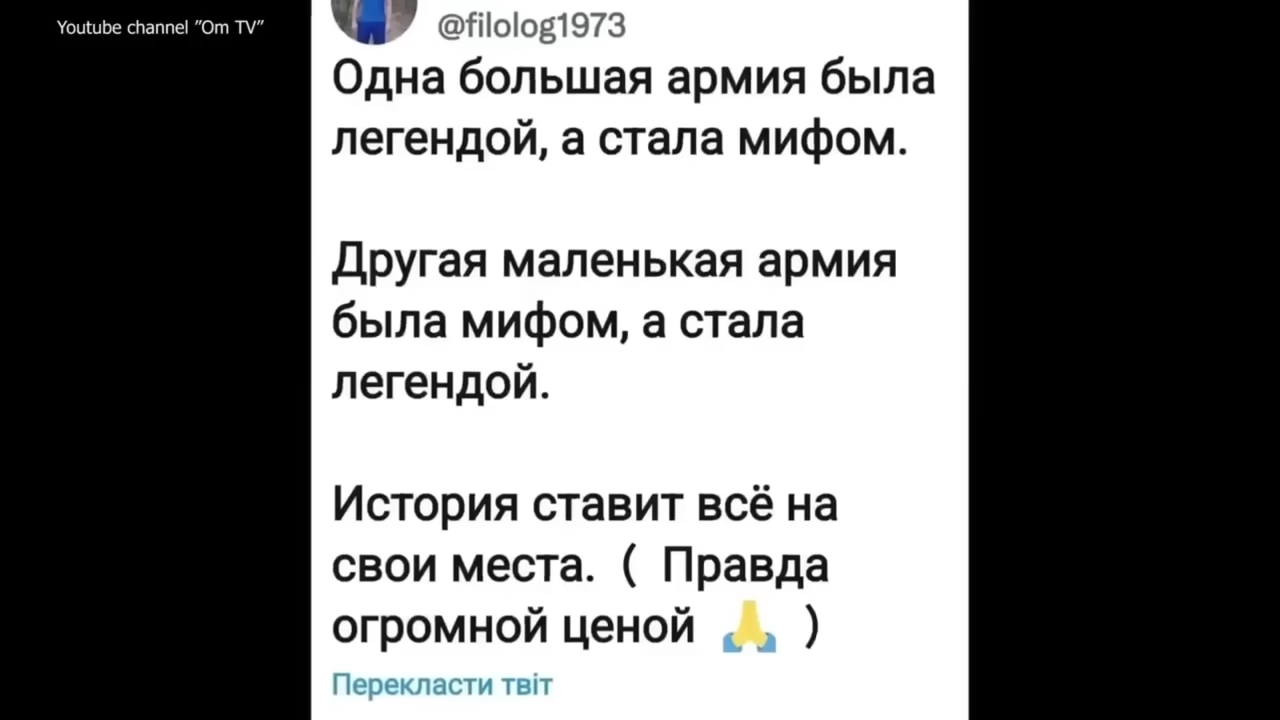 Youtube channel "Om TV"
@filolog1973
Одна большая армия была
легендой, а стала мифом.
Другая маленькая армия
была мифом, а стала
легендой.
История ставит всё на
свои места. ( Правда
огромной ценой 🙏 )
Перекласти твіт